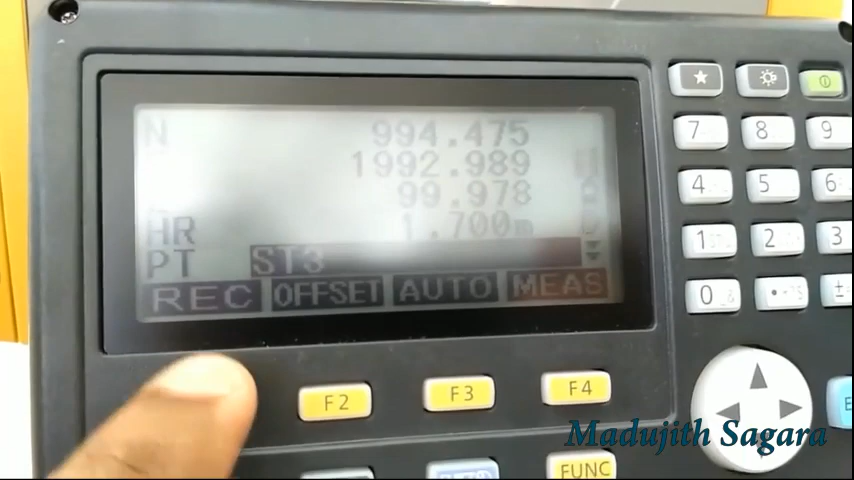 N 994.475
1992.989
99.978
HR 1.700m
PT ST3
REC OFFSET AUTO MEAS
7 8 9
4 5 6
1 2 3
0
F2 F3 F4
FUNC
Madujith Sagara